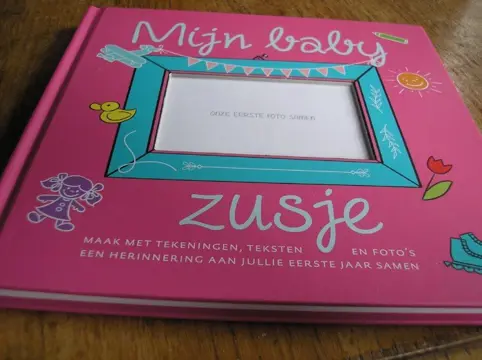 Mijn baby
ONZE EERSTE FOTO SAMEN
zusje
MAAK MET TEKENINGEN, TEKSTEN EN FOTO'S
EEN HERINNERING AAN JULLIE EERSTE JAAR SAMEN